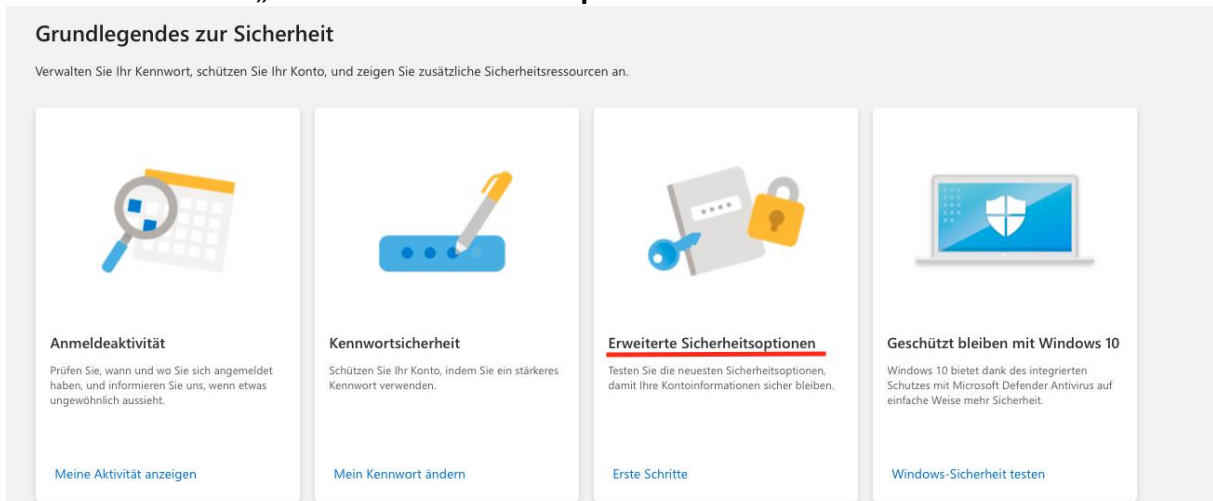 Grundlegendes zur Sicherheit
Verwalten Sie Ihr Kennwort, schützen Sie Ihr Konto, und zeigen Sie zusätzliche Sicherheitsressourcen an.
Anmeldeaktivität
Prüfen Sie, wann und wo Sie sich angemeldet
haben, und informieren Sie uns, wenn etwas
ungewöhnlich aussieht.
Meine Aktivität anzeigen
Kennwortsicherheit
Schützen Sie Ihr Konto, indem Sie ein stärkeres
Kennwort verwenden.
Mein Kennwort ändern
Erweiterte Sicherheitsoptionen
Testen Sie die neuesten Sicherheitsoptionen,
damit Ihre Kontoinformationen sicher bleiben.
Erste Schritte
Geschützt bleiben mit Windows 10
Windows 10 bietet dank des integrierten
Schutzes mit Microsoft Defender Antivirus auf
einfache Weise mehr Sicherheit.
Windows-Sicherheit testen